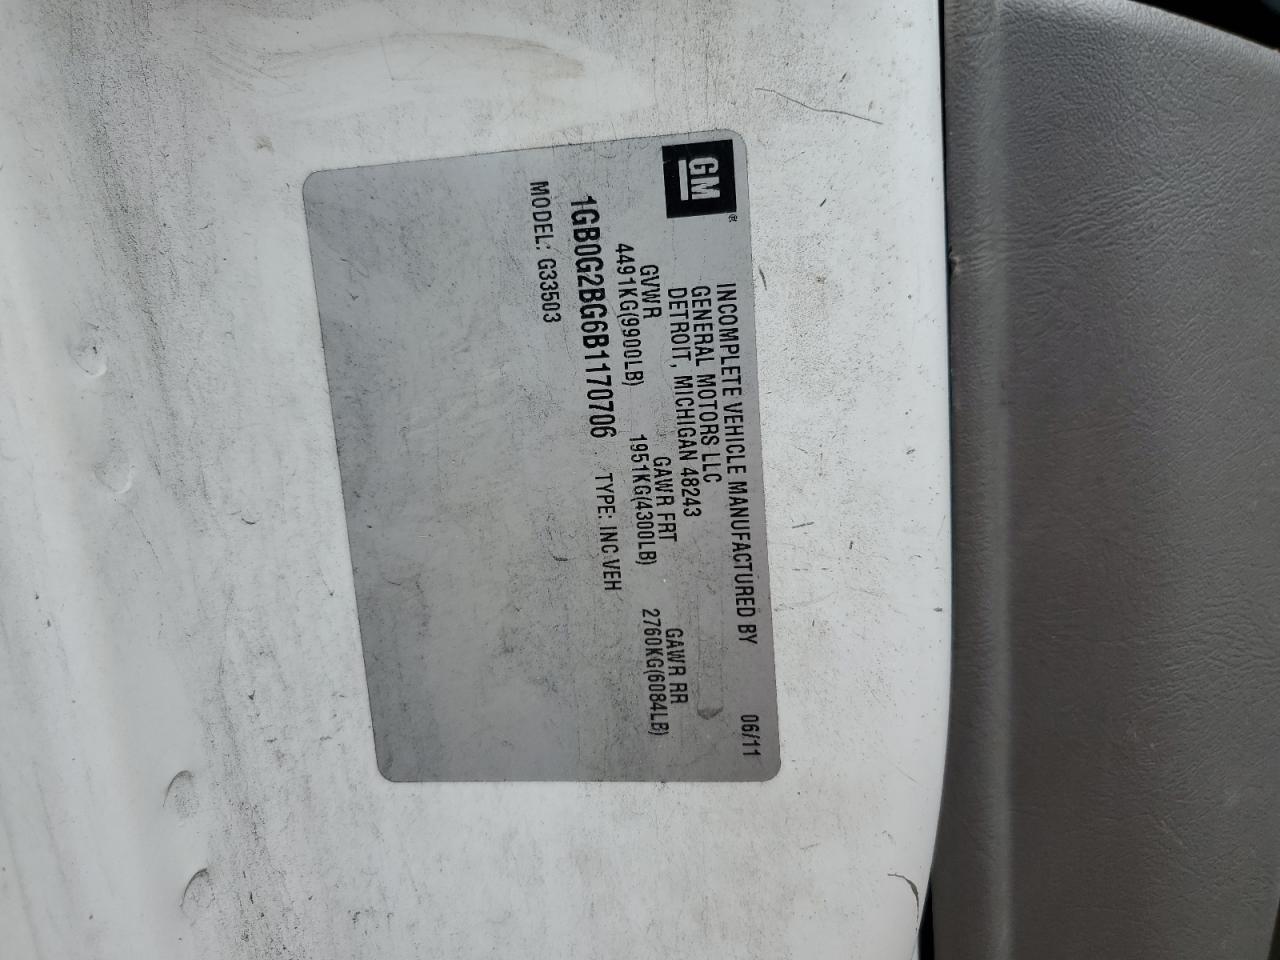 GM®
INCOMPLETE VEHICLE MANUFACTURED BY 06/11
GENERAL MOTORS LLC
DETROIT, MICHIGAN 48243
GVWR GAWR FRT GAWR RR
4491KG(9900LB) 1951KG(4300LB) 2760KG(6084LB)
1GB0G2BG6B1170706 TYPE: INC VEH
MODEL: G33503